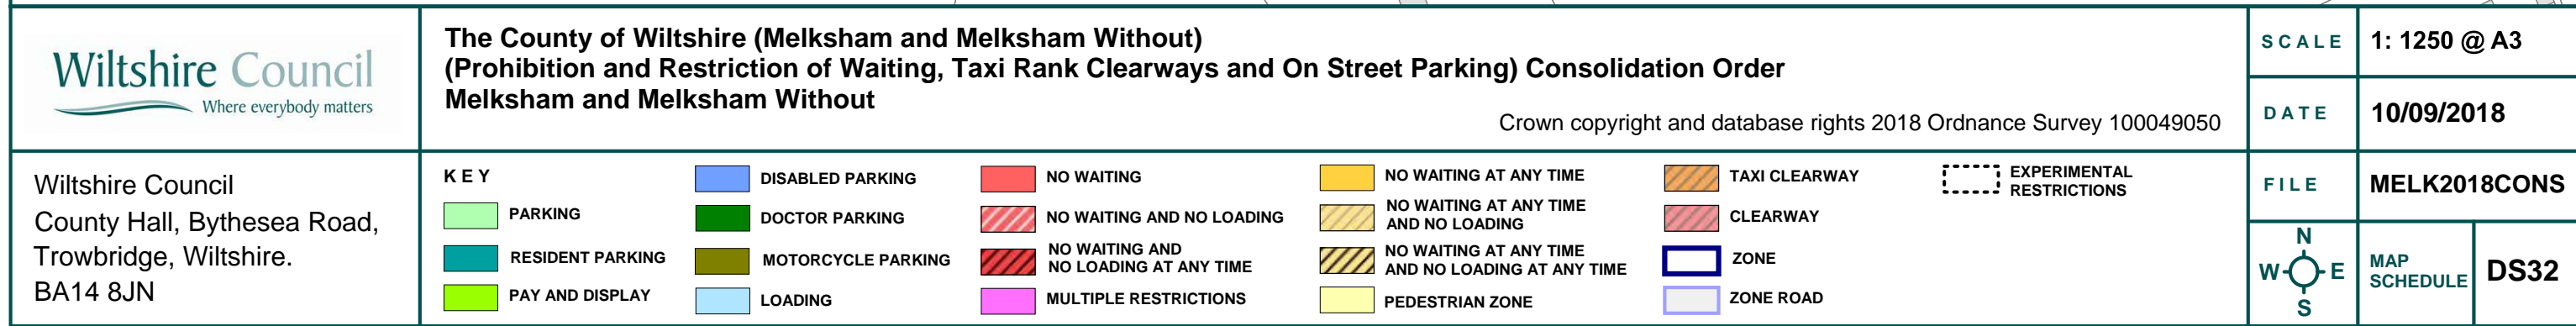 Wiltshire Council
Where everybody matters
The County of Wiltshire (Melksham and Melksham Without)
(Prohibition and Restriction of Waiting, Taxi Rank Clearways and On Street Parking) Consolidation Order
Melksham and Melksham Without
Crown copyright and database rights 2018 Ordnance Survey 100049050
SCALE 1: 1250 @ A3
DATE 10/09/2018
Wiltshire Council
County Hall, Bythesea Road,
Trowbridge, Wiltshire.
BA14 8JN
KEY
PARKING
RESIDENT PARKING
PAY AND DISPLAY
DISABLED PARKING
DOCTOR PARKING
MOTORCYCLE PARKING
LOADING
NO WAITING
NO WAITING AND NO LOADING
NO WAITING AND
NO LOADING AT ANY TIME
MULTIPLE RESTRICTIONS
NO WAITING AT ANY TIME
NO WAITING AT ANY TIME
AND NO LOADING
NO WAITING AT ANY TIME
AND NO LOADING AT ANY TIME
PEDESTRIAN ZONE
TAXI CLEARWAY
CLEARWAY
ZONE
ZONE ROAD
EXPERIMENTAL
RESTRICTIONS
FILE MELK2018CONS
N
W E
S
MAP
SCHEDULE
DS32